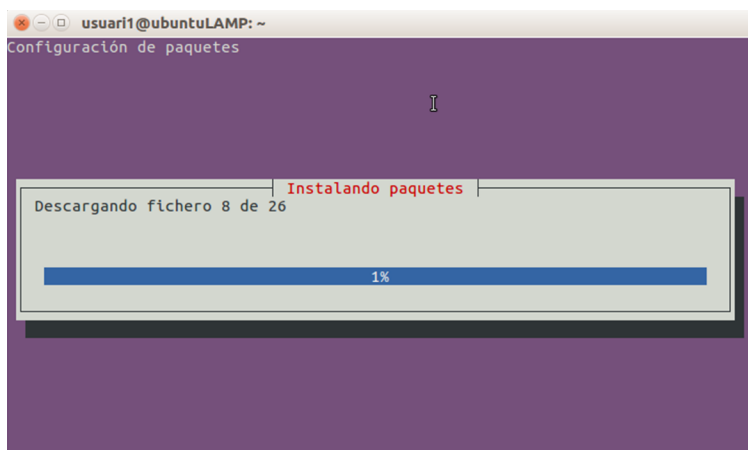 usuari1@ubuntuLAMP: ~
Configuración de paquetes
Instalando paquetes
Descargando fichero 8 de 26
1%